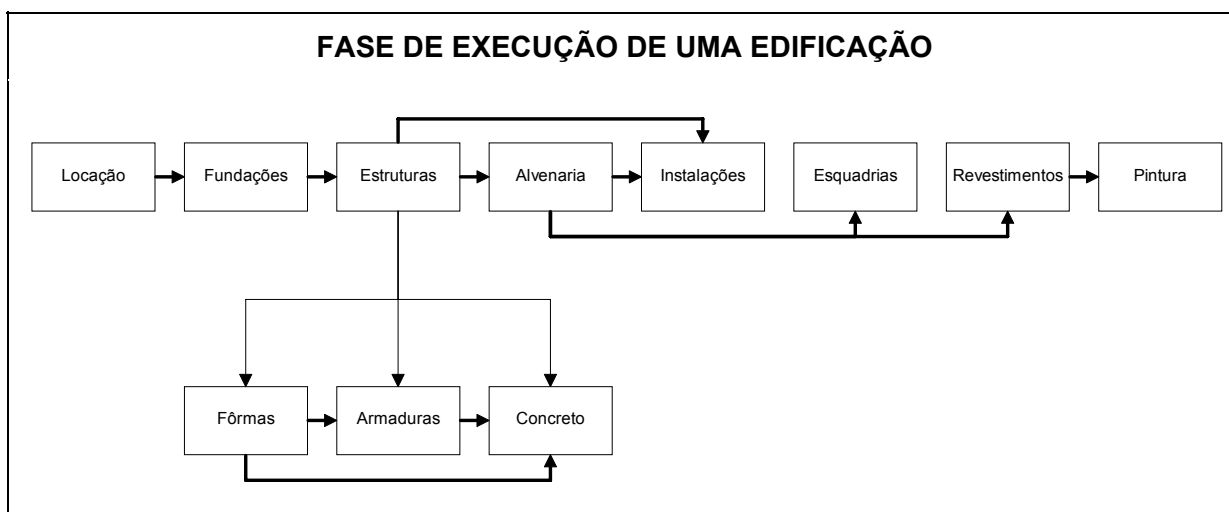 FASE DE EXECUÇÃO DE UMA EDIFICAÇÃO
Locação
Fundações
Estruturas
Alvenaria
Instalações
Esquadrias
Revestimentos
Pintura
Fôrmas
Armaduras
Concreto